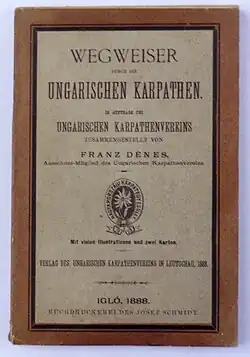 WEGWEISER
DURCH DIE
UNGARISCHEN KARPATHEN.
IM AUFTRAGE DES
UNGARISCHEN KARPATHENVEREINS
ZUSAMMENGESTELLT VON
FRANZ DÉNES,
Ausschuss-Mitglied des Ungarischen Karpathenvereins
Mit vielen Illustrationen und zwei Karten.
VERLAG DES UNGARISCHEN KARPATHENVEREINS IN LEUTSCHAU, 1888.
IGLÓ, 1888.
BUCHDRUCKEREI DES JOSEF SCHMIDT.